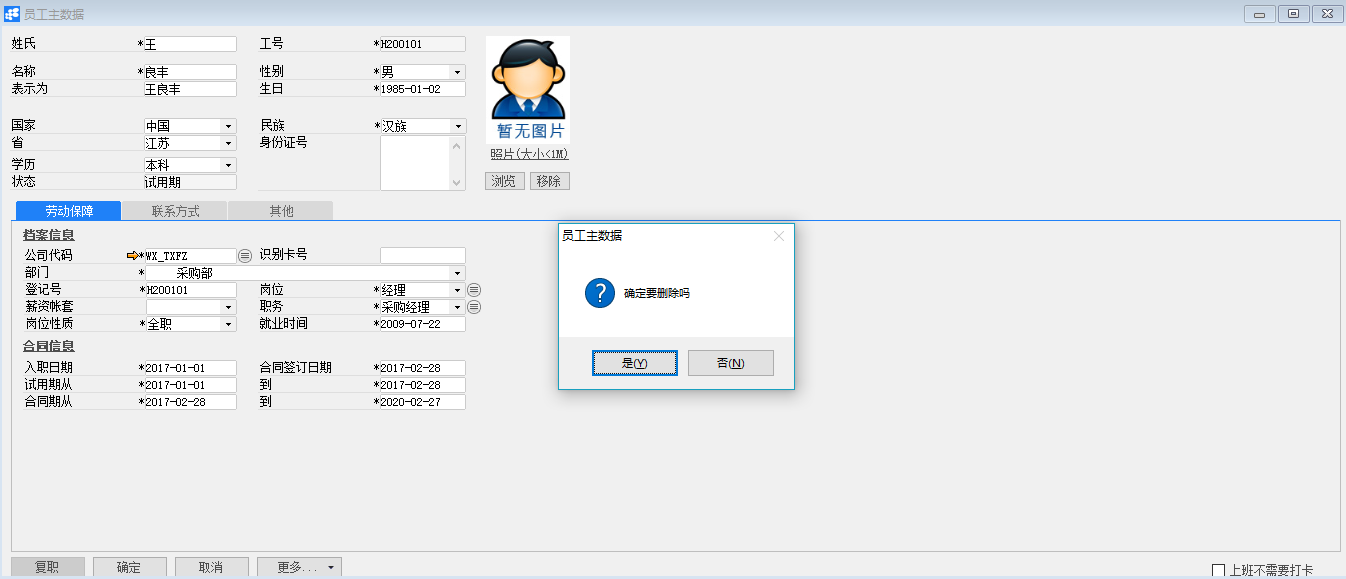 员工主数据
姓氏 *王 工号 *H200101
名称 *良丰 性别 *男
表示为 王良丰 生日 *1985-01-02
暂无图片
国家 中国 民族 *汉族
省 江苏 身份证号
照片(大小<1M)
学历 本科
状态 试用期
浏览 移除
劳动保障 联系方式 其他
档案信息
公司代码 *WX_TXFZ 识别卡号
部门 * 采购部
登记号 *H200101 岗位 *经理
薪资帐套 职务 *采购经理
岗位性质 *全职 就业时间 *2009-07-22
合同信息
入职日期 *2017-01-01 合同签订日期 *2017-02-28
试用期从 *2017-01-01 到 *2017-02-28
合同期从 *2017-02-28 到 *2020-02-27
员工主数据
? 确定要删除吗
是(Y) 否(N)
复职 确定 取消 更多... 上班不需要打卡